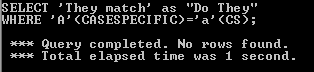 SELECT 'They match' as "Do They"
WHERE 'A'(CASESPECIFIC)='a'(CS);
*** Query completed. No rows found.
*** Total elapsed time was 1 second.